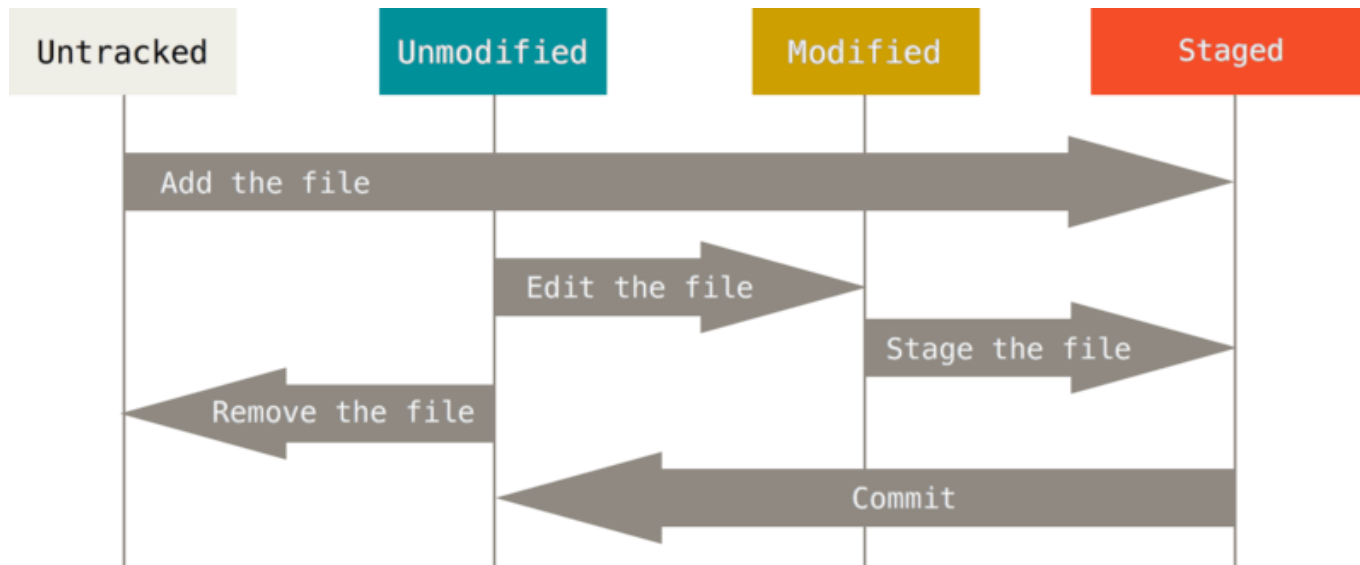 Untracked
Unmodified
Modified
Staged
Add the file
Edit the file
Stage the file
Remove the file
Commit